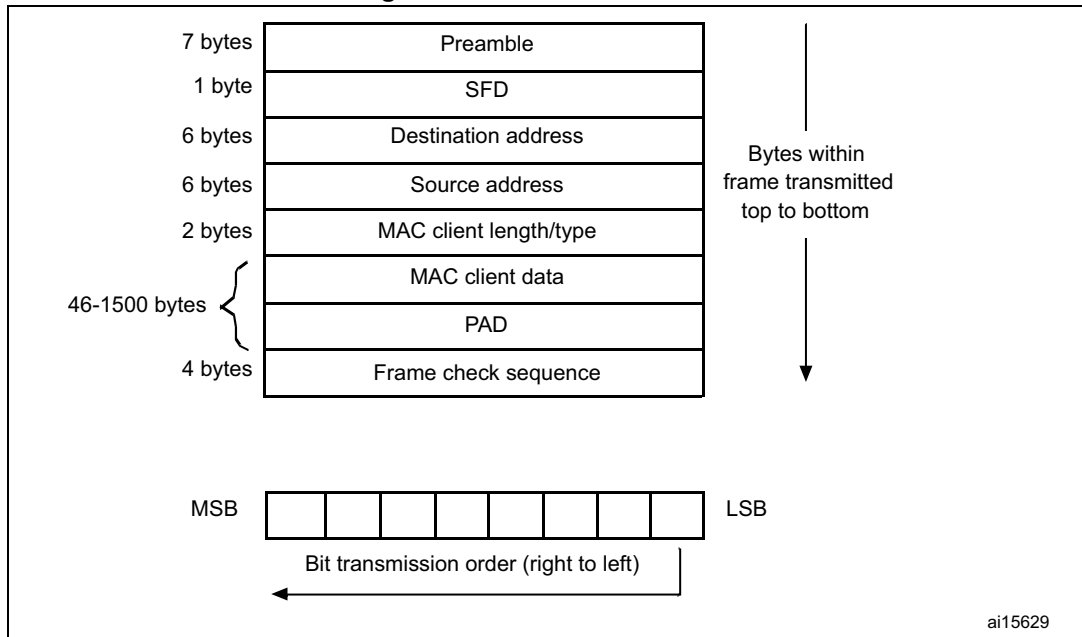 7 bytes
Preamble
1 byte
SFD
6 bytes
Destination address
6 bytes
Source address
2 bytes
MAC client length/type
46-1500 bytes
MAC client data
PAD
4 bytes
Frame check sequence
Bytes within
frame transmitted
top to bottom
MSB
LSB
Bit transmission order (right to left)
ai15629